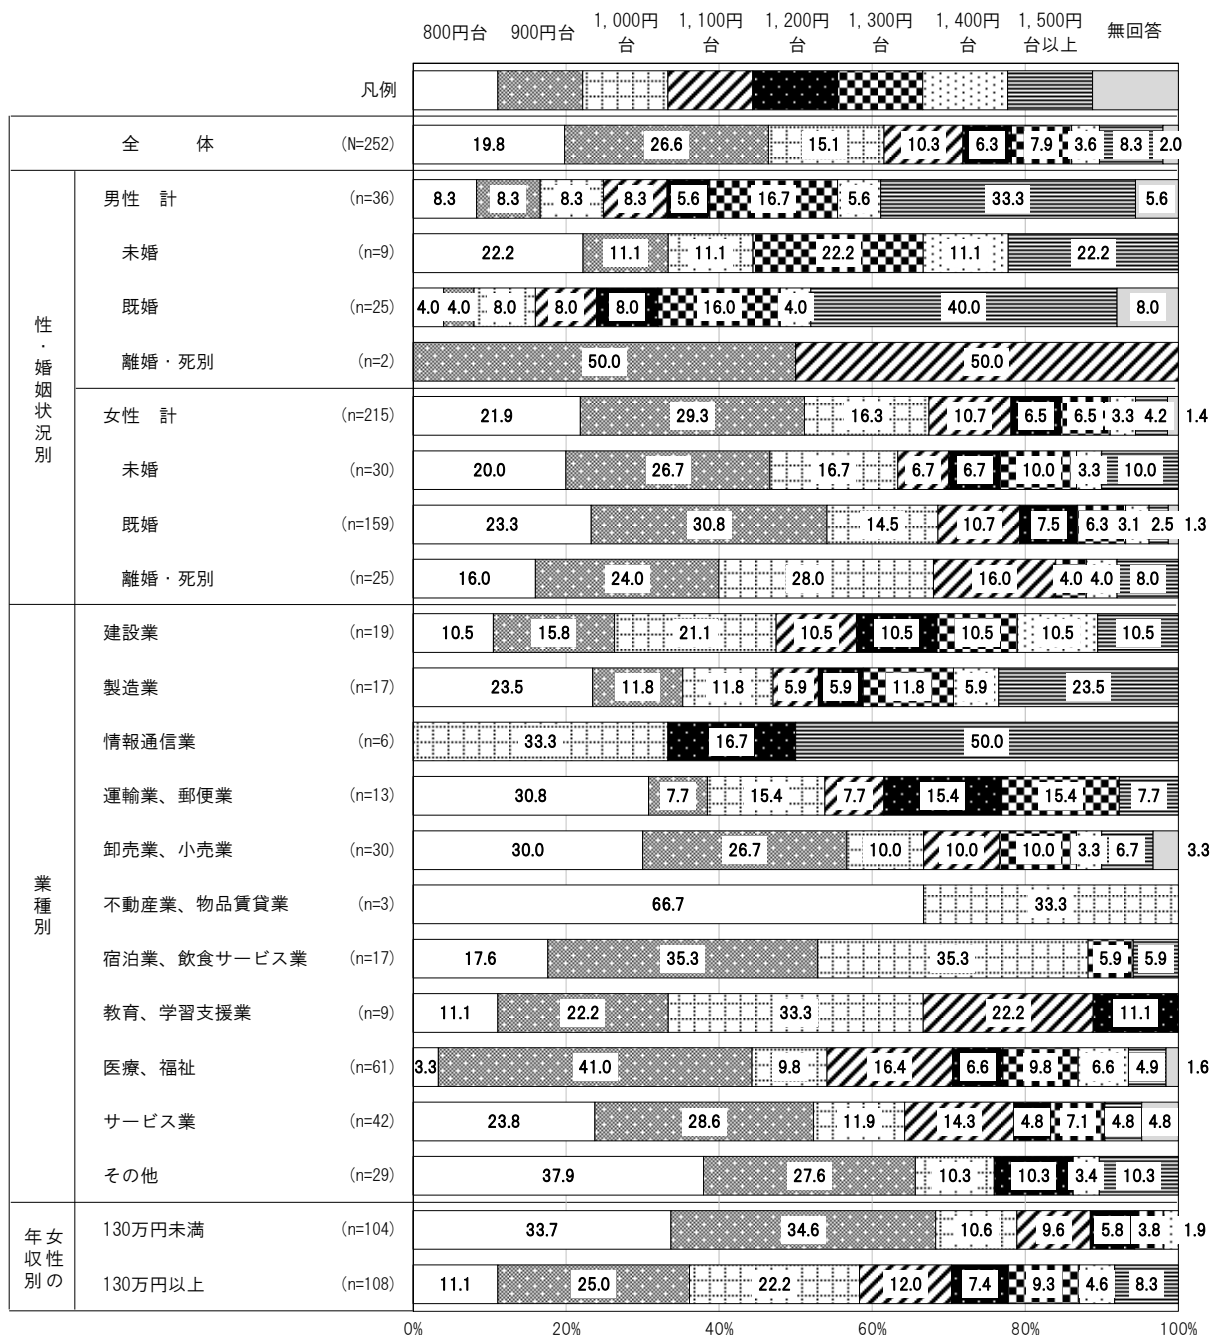 800円台 900円台 1,000円台 1,100円台 1,200円台 1,300円台 1,400円台 1,500円台以上 無回答
凡例
全 体 (N=252) 19.8 26.6 15.1 10.3 6.3 7.9 3.6 8.3 2.0
性・婚姻状況別
男性 計 (n=36) 8.3 8.3 8.3 8.3 5.6 16.7 5.6 33.3 5.6
未婚 (n=9) 22.2 11.1 11.1 22.2 11.1 22.2
既婚 (n=25) 4.0 4.0 8.0 8.0 8.0 16.0 4.0 40.0 8.0
離婚・死別 (n=2) 50.0 50.0
女性 計 (n=215) 21.9 29.3 16.3 10.7 6.5 6.5 3.3 4.2 1.4
未婚 (n=30) 20.0 26.7 16.7 6.7 6.7 10.0 3.3 10.0
既婚 (n=159) 23.3 30.8 14.5 10.7 7.5 6.3 3.1 2.5 1.3
離婚・死別 (n=25) 16.0 24.0 28.0 16.0 4.0 4.0 8.0
業種別
建設業 (n=19) 10.5 15.8 21.1 10.5 10.5 10.5 10.5 10.5
製造業 (n=17) 23.5 11.8 11.8 5.9 5.9 11.8 5.9 23.5
情報通信業 (n=6) 33.3 16.7 50.0
運輸業、郵便業 (n=13) 30.8 7.7 15.4 7.7 15.4 15.4 7.7
卸売業、小売業 (n=30) 30.0 26.7 10.0 10.0 10.0 3.3 6.7 3.3
不動産業、物品賃貸業 (n=3) 66.7 33.3
宿泊業、飲食サービス業 (n=17) 17.6 35.3 35.3 5.9 5.9
教育、学習支援業 (n=9) 11.1 22.2 33.3 22.2 11.1
医療、福祉 (n=61) 3.3 41.0 9.8 16.4 6.6 9.8 6.6 4.9 1.6
サービス業 (n=42) 23.8 28.6 11.9 14.3 4.8 7.1 4.8 4.8
その他 (n=29) 37.9 27.6 10.3 10.3 3.4 10.3
女性の年収別
130万円未満 (n=104) 33.7 34.6 10.6 9.6 5.8 3.8 1.9
130万円以上 (n=108) 11.1 25.0 22.2 12.0 7.4 9.3 4.6 8.3
0% 20% 40% 60% 80% 100%